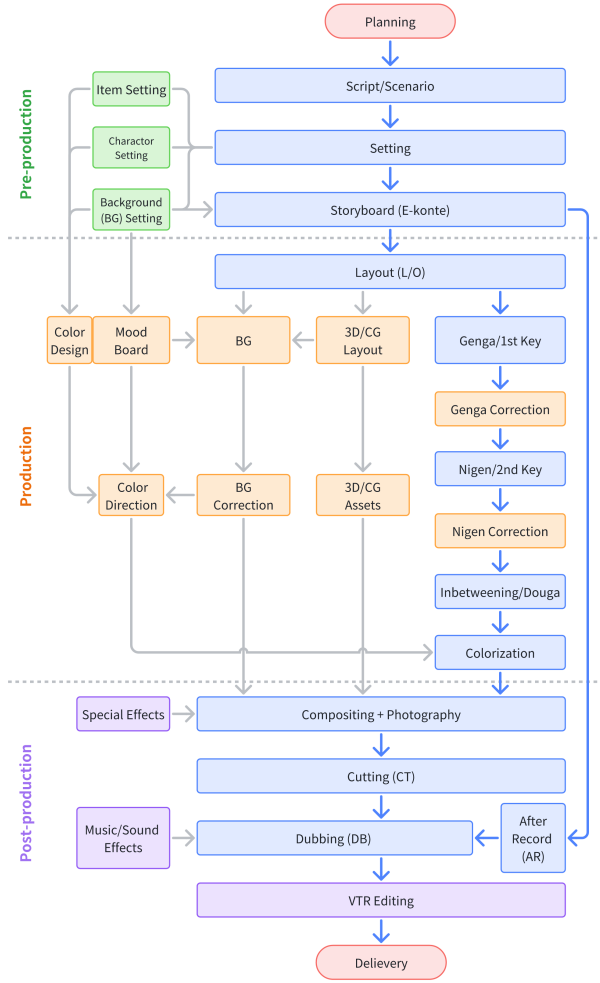 Planning
Pre-production
Item Setting
Script/Scenario
Charactor
Setting
Setting
Background
(BG) Setting
Storyboard (E-konte)
Production
Layout (L/O)
Color
Design
Mood
Board
BG
3D/CG
Layout
Genga/1st Key
Genga Correction
Nigen/2nd Key
Color
Direction
BG
Correction
3D/CG
Assets
Nigen Correction
Inbetweening/Douga
Colorization
Post-production
Special Effects
Compositing + Photography
Cutting (CT)
Music/Sound
Effects
Dubbing (DB)
After
Record
(AR)
VTR Editing
Delievery